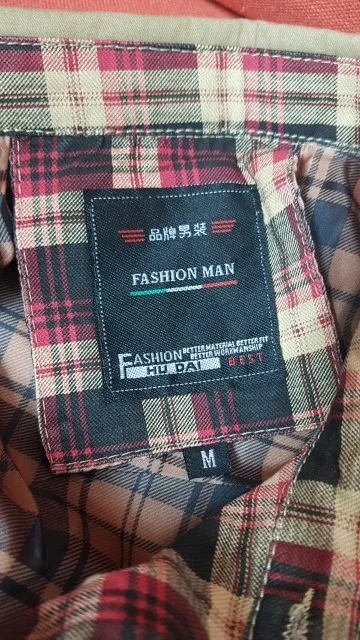 品牌男装
FASHION MAN
FASHION BETTER MATERIAL BETTER FIT
BETTER WORKMANSHIP
HU DAI BEST
M